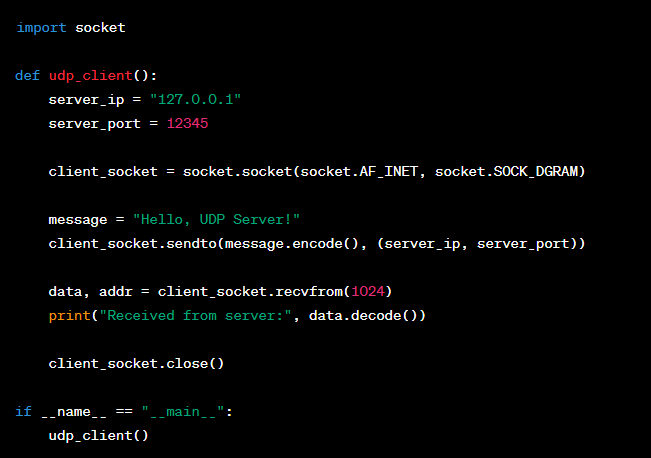 import socket

def udp_client():
    server_ip = "127.0.0.1"
    server_port = 12345

    client_socket = socket.socket(socket.AF_INET, socket.SOCK_DGRAM)

    message = "Hello, UDP Server!"
    client_socket.sendto(message.encode(), (server_ip, server_port))

    data, addr = client_socket.recvfrom(1024)
    print("Received from server:", data.decode())

    client_socket.close()

if __name__ == "__main__":
    udp_client()